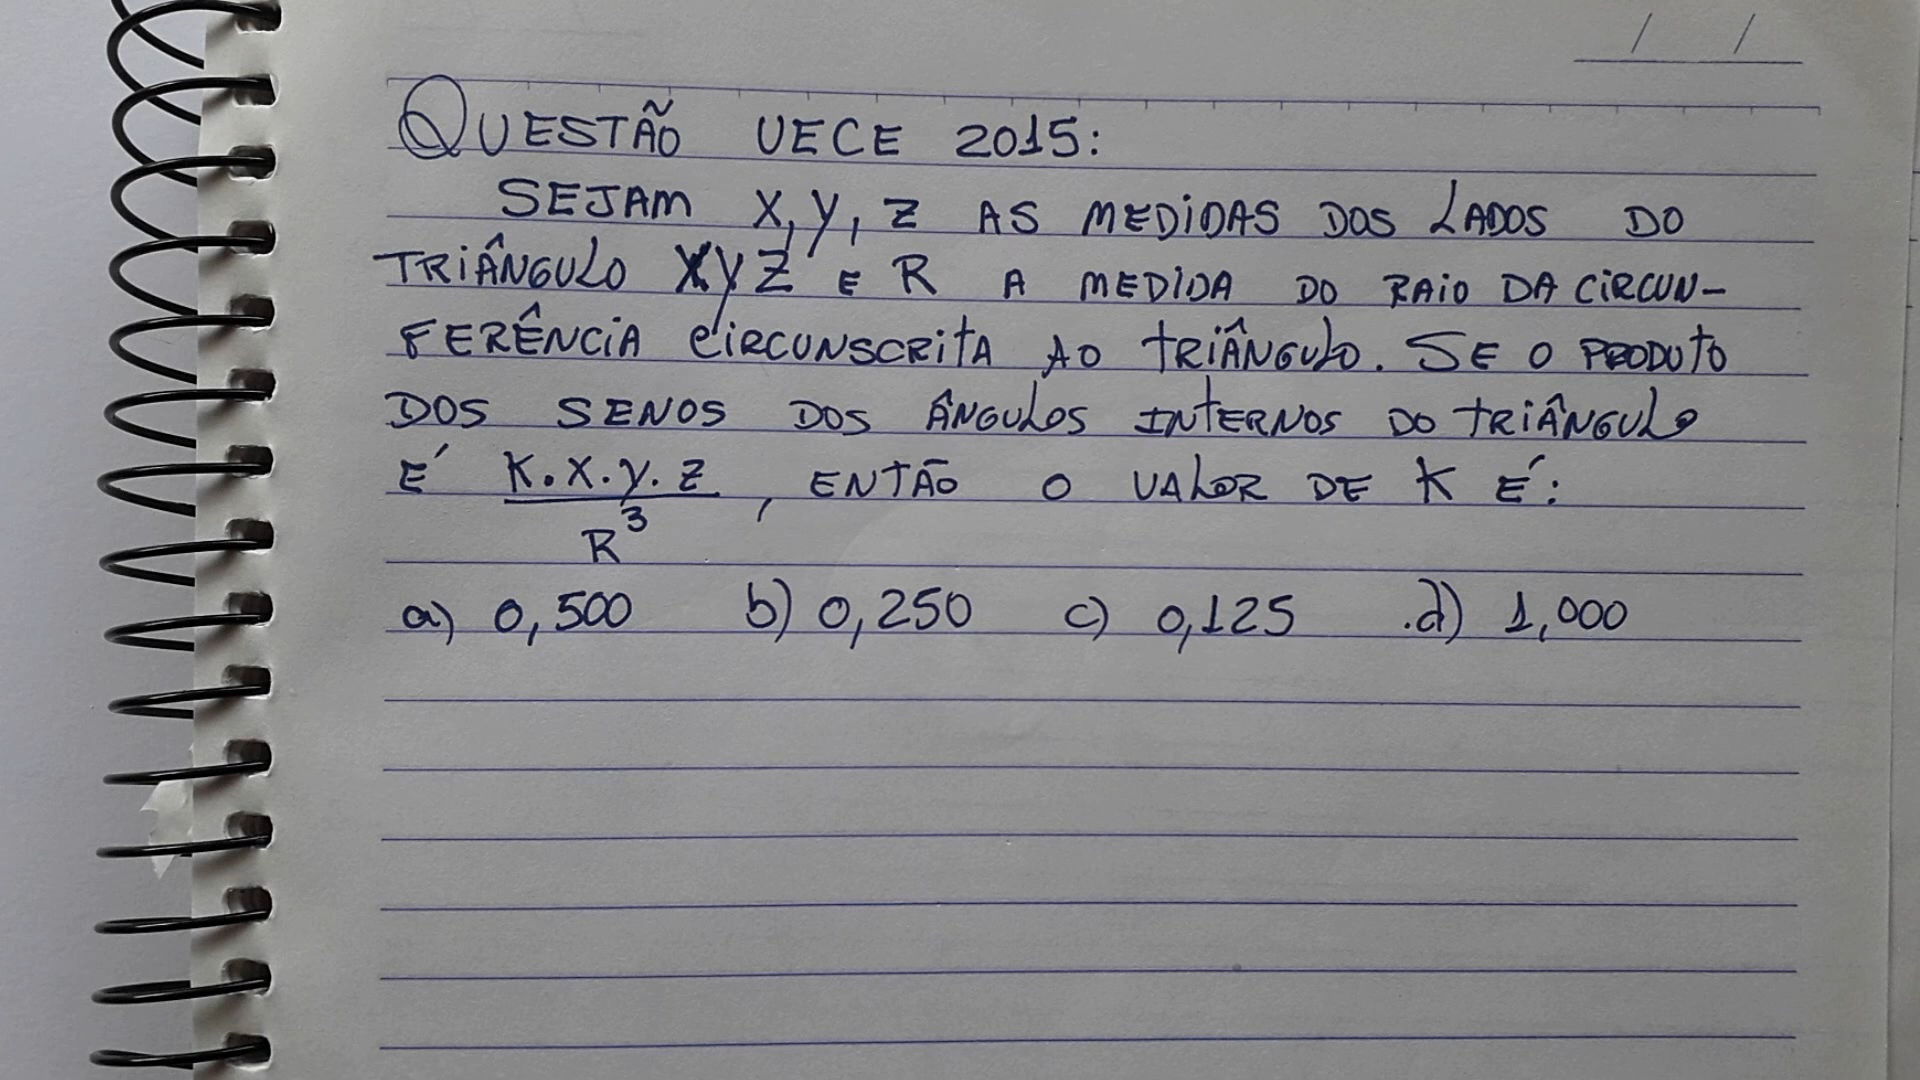 QUESTÃO UECE 2015:
SEJAM X, Y, Z AS MEDIDAS DOS LADOS DO
TRIÂNGULO XYZ E R A MEDIDA DO RAIO DA CIRCUN-
FERÊNCIA CIRCUNSCRITA AO TRIÂNGULO. SE O PRODUTO
DOS SENOS DOS ÂNGULOS INTERNOS DO TRIÂNGULO
É K.X.Y.Z / R³, ENTÃO O VALOR DE K É:
a) 0,500 b) 0,250 c) 0,125 .d) 1,000